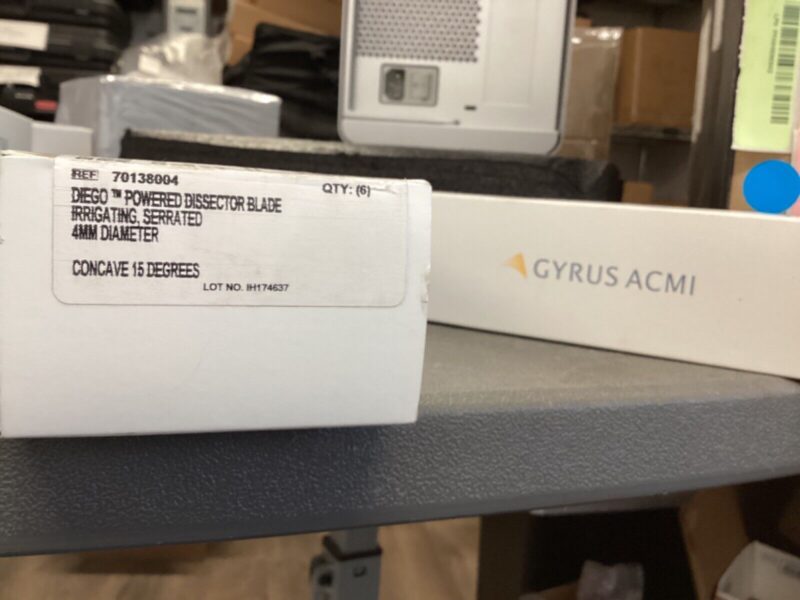 REF 70138004
QTY: (6)
DIEGO ™ POWERED DISSECTOR BLADE
IRRIGATING, SERRATED
4MM DIAMETER
CONCAVE 15 DEGREES
LOT NO. IH174637
GYRUS ACMI